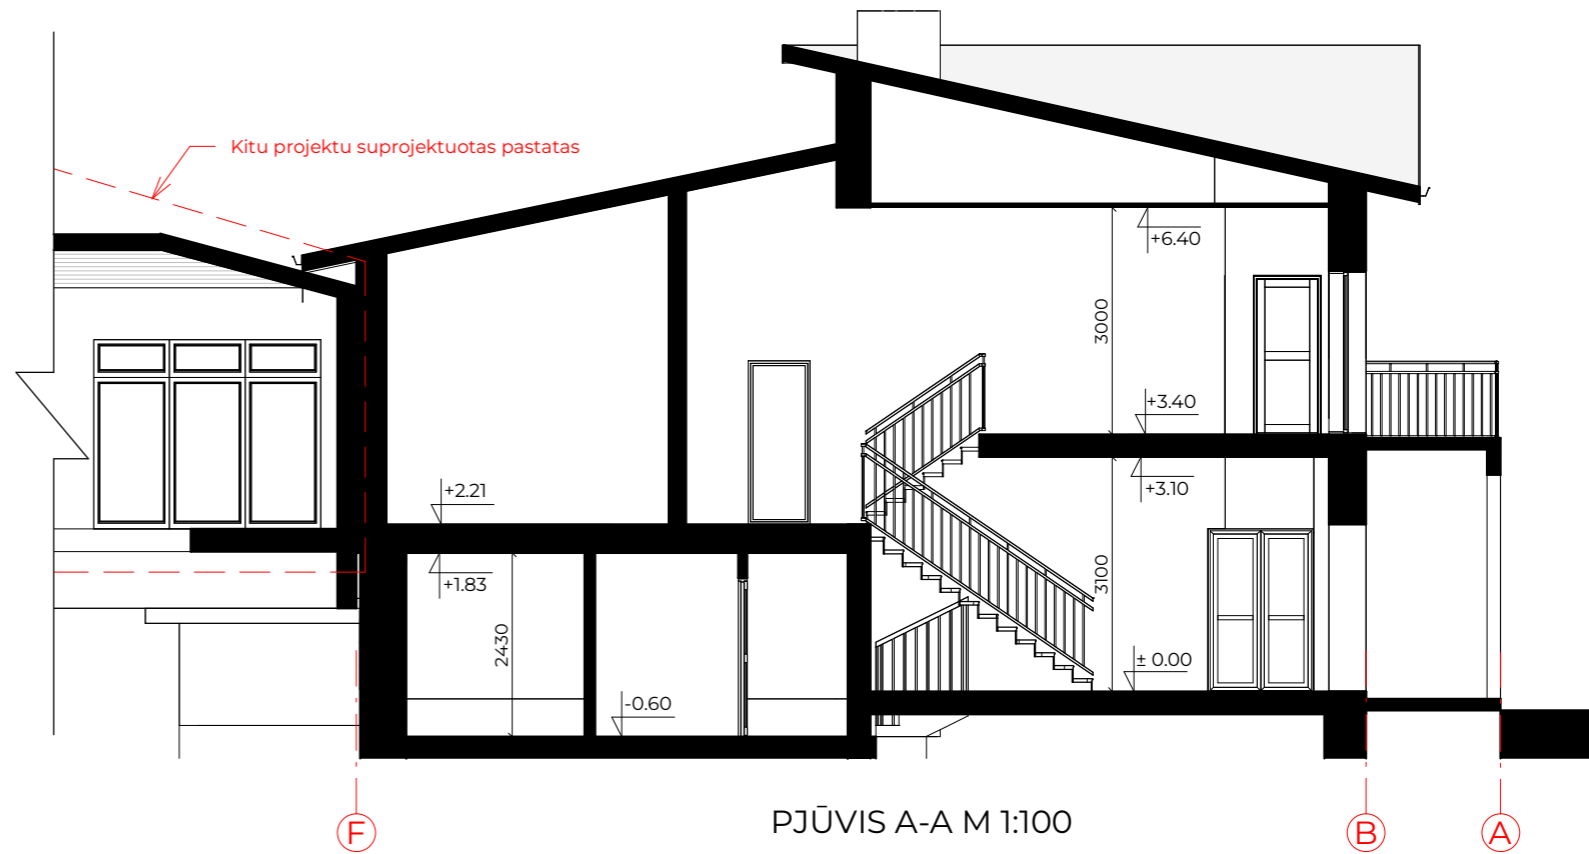 Kitu projektu suprojektuotas pastatas
+6.40
3000
+3.40
+3.10
+2.21
+1.83
3100
2430
± 0.00
-0.60
PJŪVIS A-A M 1:100
F
B
A